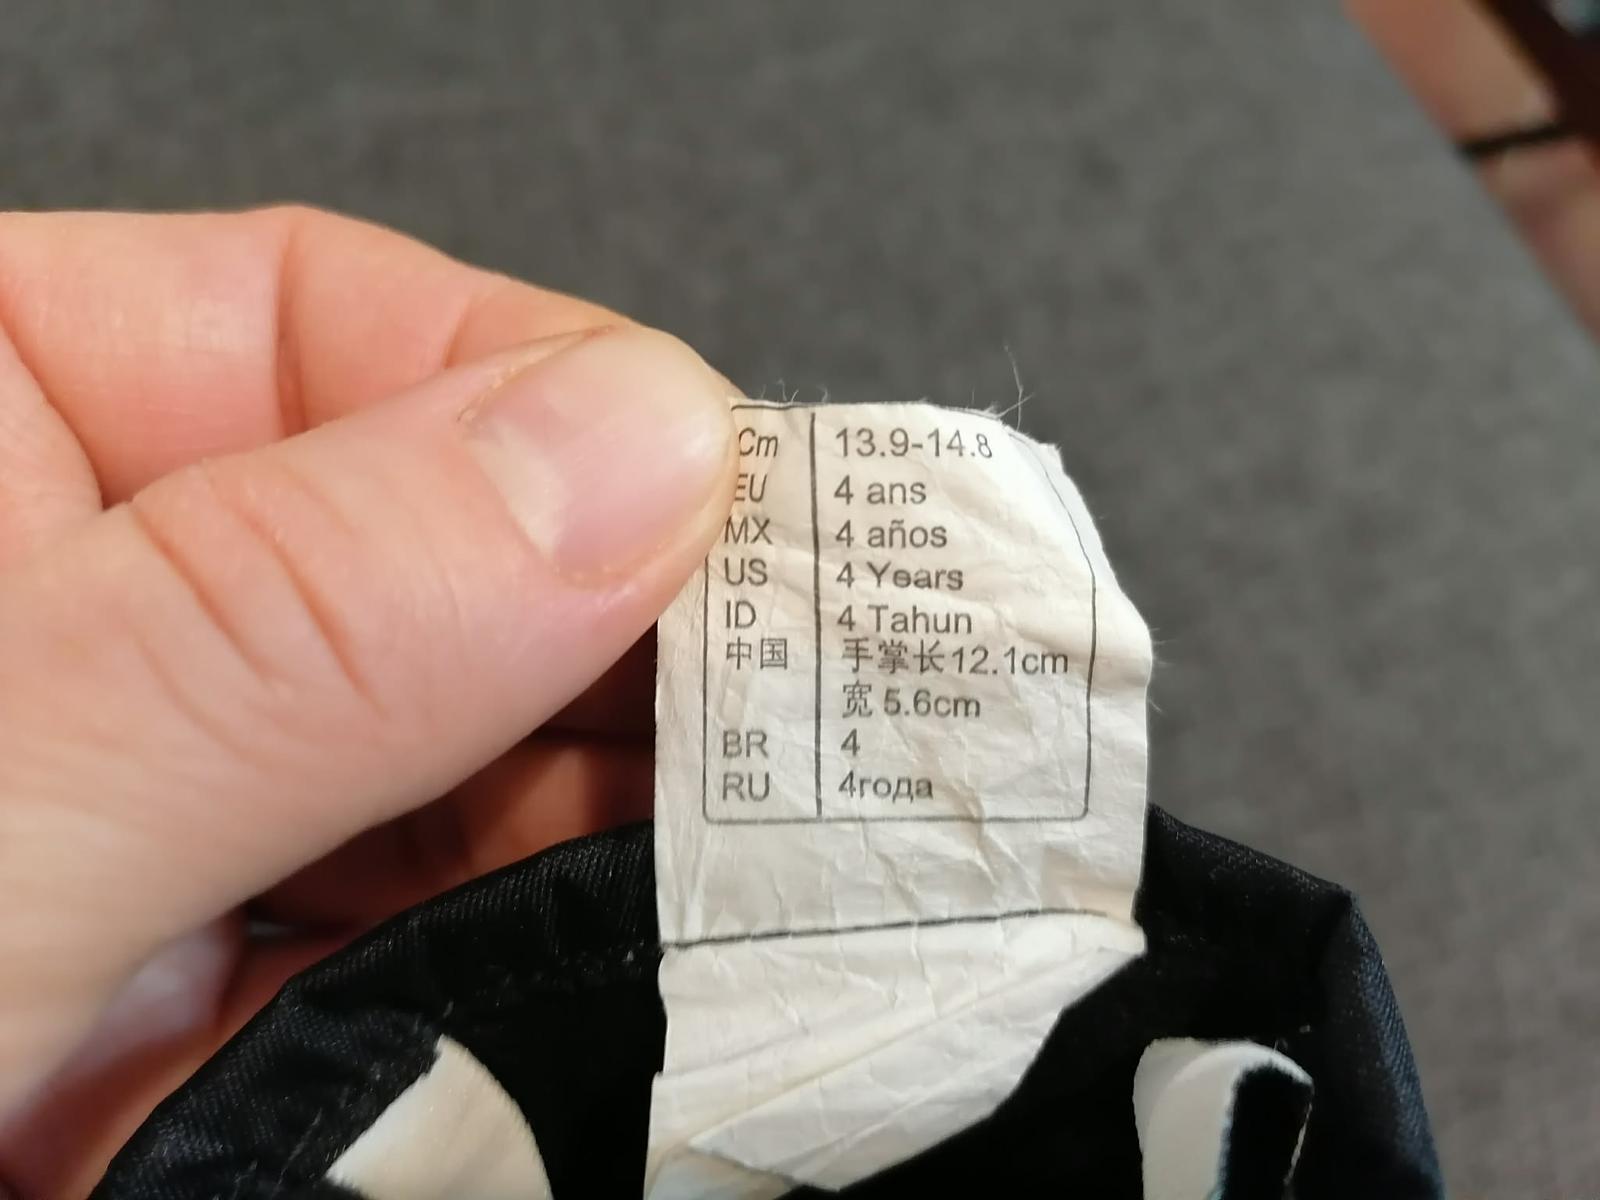 Cm 13.9-14.8
EU 4 ans
MX 4 años
US 4 Years
ID 4 Tahun
中国 手掌长12.1cm
宽 5.6cm
BR 4
RU 4года